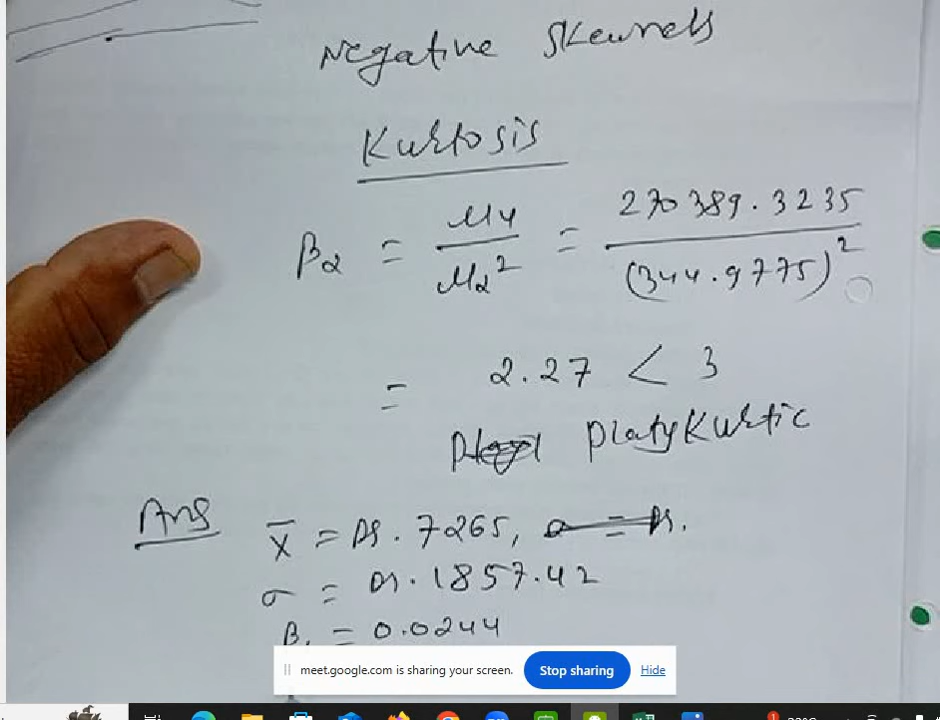 Negative Skewness
Kurtosis
β2 = μ4 / μ2² = 270389.3235 / (344.9775)²
= 2.27 < 3
Platykurtic
Ans
X̄ = Rs. 7265,
σ = Rs. 1857.42
β1 = 0.0244
meet.google.com is sharing your screen. Stop sharing Hide